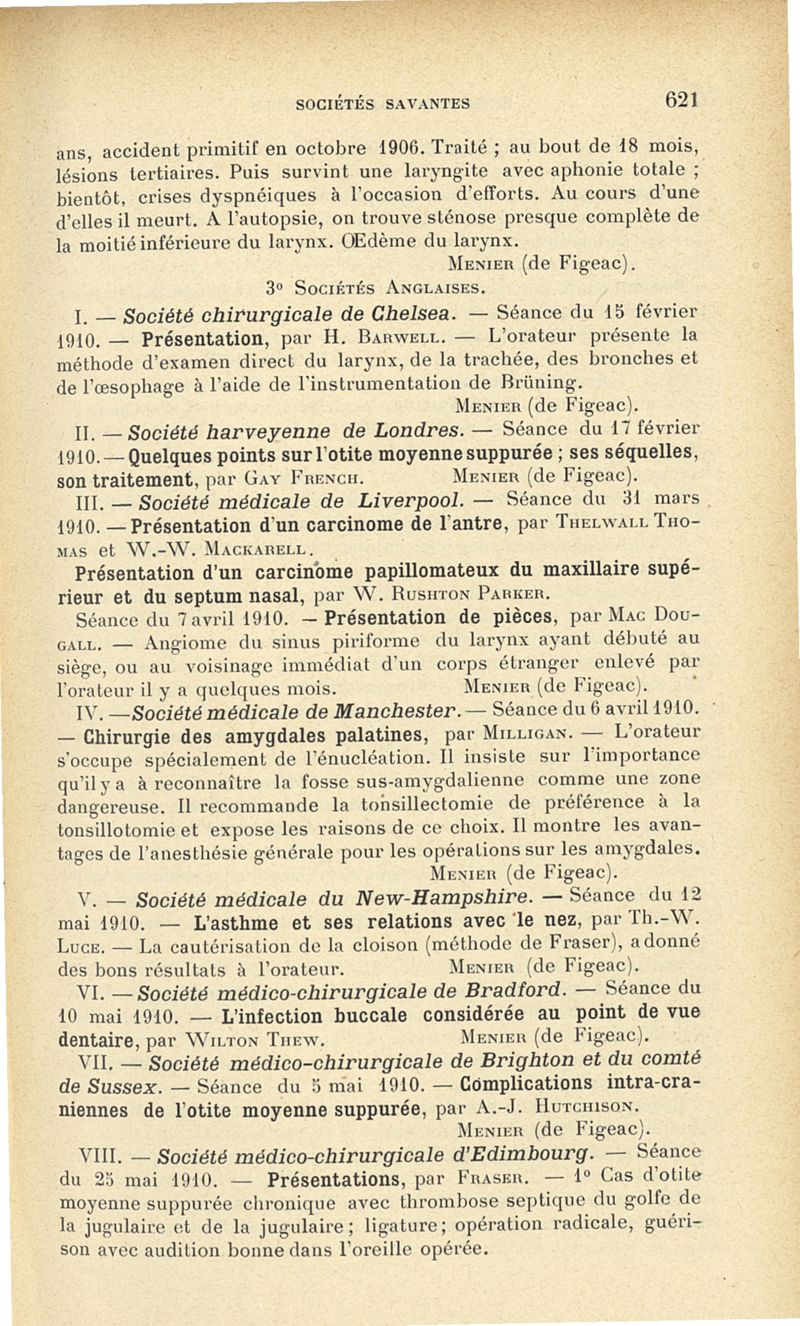 SOCIÉTÉS SAVANTES 621
ans, accident primitif en octobre 1906. Traité ; au bout de 18 mois,
lésions tertiaires. Puis survint une laryngite avec aphonie totale ;
bientôt, crises dyspnéiques à l'occasion d'efforts. Au cours d'une
d'elles il meurt. A l'autopsie, on trouve sténose presque complète de
la moitié inférieure du larynx. Œdème du larynx.
MENIER (de Figeac).
3º SOCIÉTÉS ANGLAISES.
I. — Société chirurgicale de Chelsea. — Séance du 15 février
1910. — Présentation, par H. BARWELL. — L'orateur présente la
méthode d'examen direct du larynx, de la trachée, des bronches et
de l'œsophage à l'aide de l'instrumentation de Brüning.
MENIER (de Figeac).
II. — Société harveyenne de Londres. — Séance du 17 février
1910. — Quelques points sur l'otite moyenne suppurée ; ses séquelles,
son traitement, par GAY FRENCH. MENIER (de Figeac).
III. — Société médicale de Liverpool. — Séance du 31 mars
1910. — Présentation d'un carcinome de l'antre, par THELWALL THO-
MAS et W.-W. MACKARELL.
Présentation d'un carcinome papillomateux du maxillaire supé-
rieur et du septum nasal, par W. RUSHTON PARKER.
Séance du 7 avril 1910. — Présentation de pièces, par MAC DOU-
GALL. — Angiome du sinus piriforme du larynx ayant débuté au
siège, ou au voisinage immédiat d'un corps étranger enlevé par
l'orateur il y a quelques mois. MENIER (de Figeac).
IV. — Société médicale de Manchester. — Séance du 6 avril 1910.
— Chirurgie des amygdales palatines, par MILLIGAN. — L'orateur
s'occupe spécialement de l'énucléation. Il insiste sur l'importance
qu'il y a à reconnaître la fosse sus-amygdalienne comme une zone
dangereuse. Il recommande la tonsillectomie de préférence à la
tonsillotomie et expose les raisons de ce choix. Il montre les avan-
tages de l'anesthésie générale pour les opérations sur les amygdales.
MENIER (de Figeac).
V. — Société médicale du New-Hampshire. — Séance du 12
mai 1910. — L'asthme et ses relations avec le nez, par Th.-W.
LUCE. — La cautérisation de la cloison (méthode de Fraser), a donné
des bons résultats à l'orateur. MENIER (de Figeac).
VI. — Société médico-chirurgicale de Bradford. — Séance du
10 mai 1910. — L'infection buccale considérée au point de vue
dentaire, par WILTON THEW. MENIER (de Figeac).
VII. — Société médico-chirurgicale de Brighton et du comté
de Sussex. — Séance du 5 mai 1910. — Complications intra-cra-
niennes de l'otite moyenne suppurée, par A.-J. HUTCHISON.
MENIER (de Figeac).
VIII. — Société médico-chirurgicale d'Edimbourg. — Séance
du 25 mai 1910. — Présentations, par FRASER. — 1º Cas d'otite
moyenne suppurée chronique avec thrombose septique du golfe de
la jugulaire et de la jugulaire ; ligature ; opération radicale, guéri-
son avec audition bonne dans l'oreille opérée.